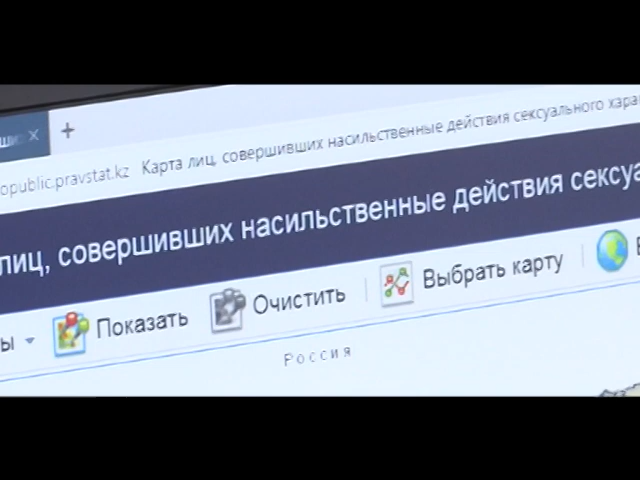 opublic.pravstat.kz Карта лиц, совершивших насильственные действия сексуального хара
лиц, совершивших насильственные действия сексуа
ы Показать Очистить Выбрать карту
Россия